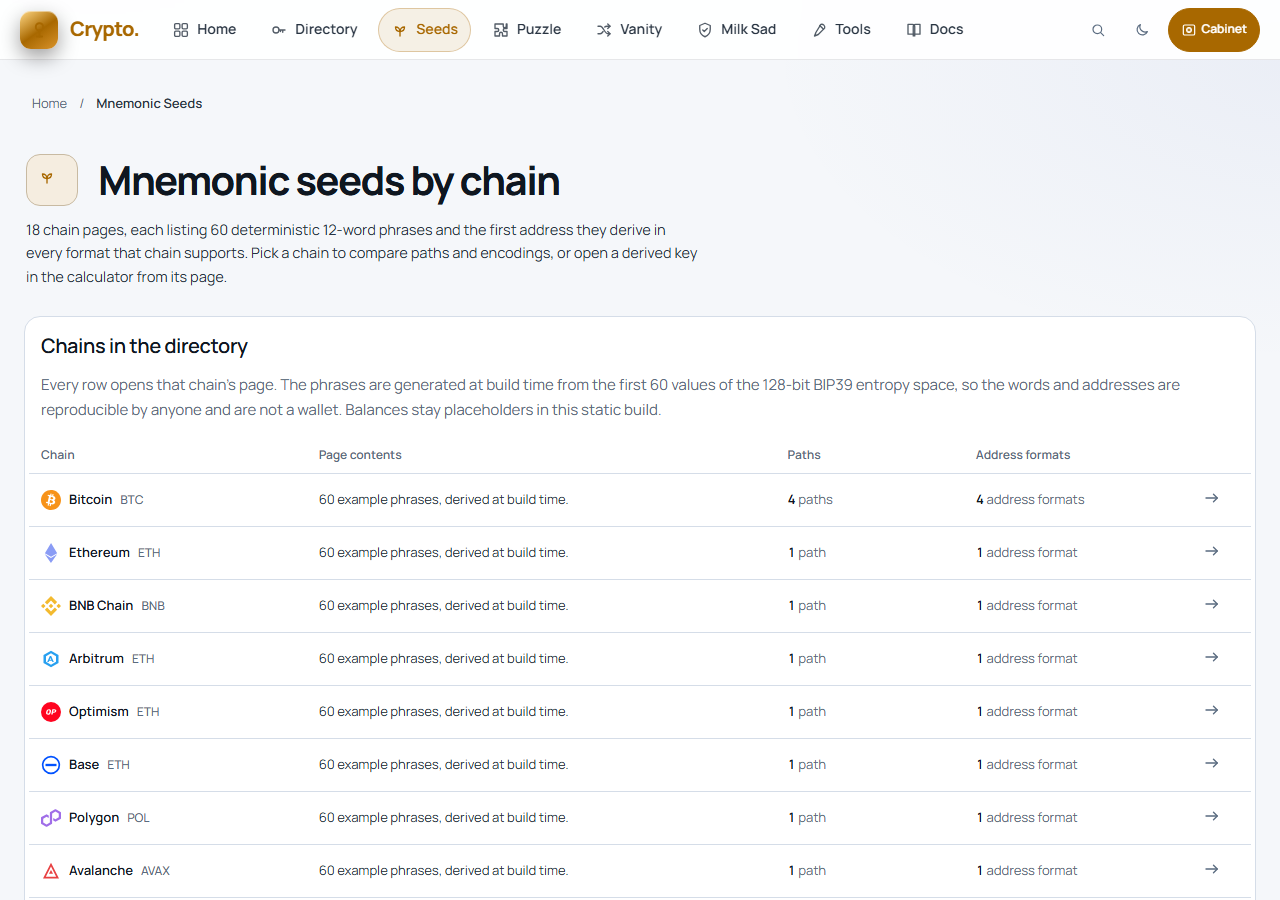 Crypto. Home Directory Seeds Puzzle Vanity Milk Sad Tools Docs Cabinet
Home / Mnemonic Seeds
Mnemonic seeds by chain
18 chain pages, each listing 60 deterministic 12-word phrases and the first address they derive in
every format that chain supports. Pick a chain to compare paths and encodings, or open a derived key
in the calculator from its page.
Chains in the directory
Every row opens that chain's page. The phrases are generated at build time from the first 60 values of the 128-bit BIP39 entropy space, so the words and addresses are
reproducible by anyone and are not a wallet. Balances stay placeholders in this static build.
Chain Page contents Paths Address formats
Bitcoin BTC 60 example phrases, derived at build time. 4 paths 4 address formats
Ethereum ETH 60 example phrases, derived at build time. 1 path 1 address format
BNB Chain BNB 60 example phrases, derived at build time. 1 path 1 address format
Arbitrum ETH 60 example phrases, derived at build time. 1 path 1 address format
OP Optimism ETH 60 example phrases, derived at build time. 1 path 1 address format
Base ETH 60 example phrases, derived at build time. 1 path 1 address format
Polygon POL 60 example phrases, derived at build time. 1 path 1 address format
Avalanche AVAX 60 example phrases, derived at build time. 1 path 1 address format